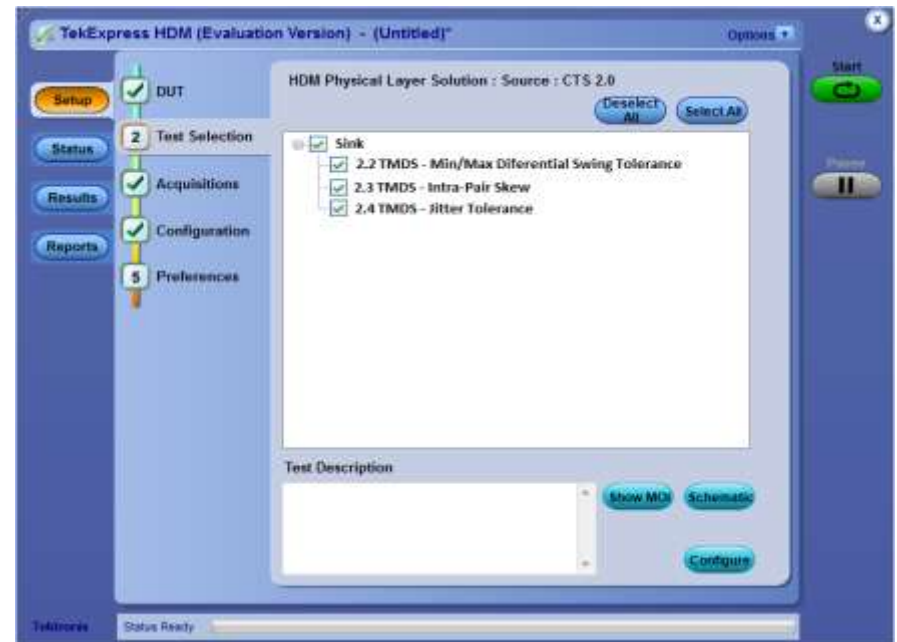 TekExpress HDM (Evaluation Version) - (Untitled)*
Options
x
Setup
Status
Results
Reports
DUT
2 Test Selection
Acquisitions
Configuration
5 Preferences
HDM Physical Layer Solution : Source : CTS 2.0
Deselect All
Select All
Sink
2.2 TMDS - Min/Max Diferential Swing Tolerance
2.3 TMDS - Intra-Pair Skew
2.4 TMDS - Jitter Tolerance
Test Description
Show MOI
Schematic
Configure
Start
Pause
Tektronix
Status Ready